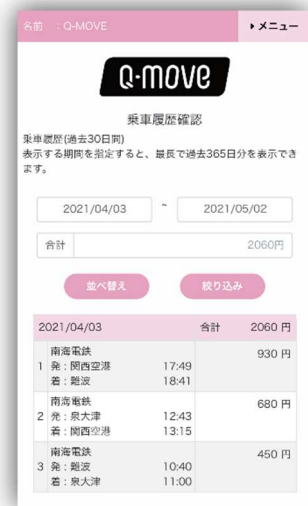 名前 : Q-MOVE
メニュー
Q-MOVE
乗車履歴確認
乗車履歴(過去30日間)
表示する期間を指定すると、最長で過去365日分を表示できます。
2021/04/03 ~ 2021/05/02
合計 2060円
並べ替え 絞り込み
2021/04/03 合計 2060 円
南海電鉄 930 円
1 発:関西空港 17:49
着:難波 18:41
南海電鉄 680 円
2 発:泉大津 12:43
着:関西空港 13:15
南海電鉄 450 円
3 発:難波 10:40
着:泉大津 11:00